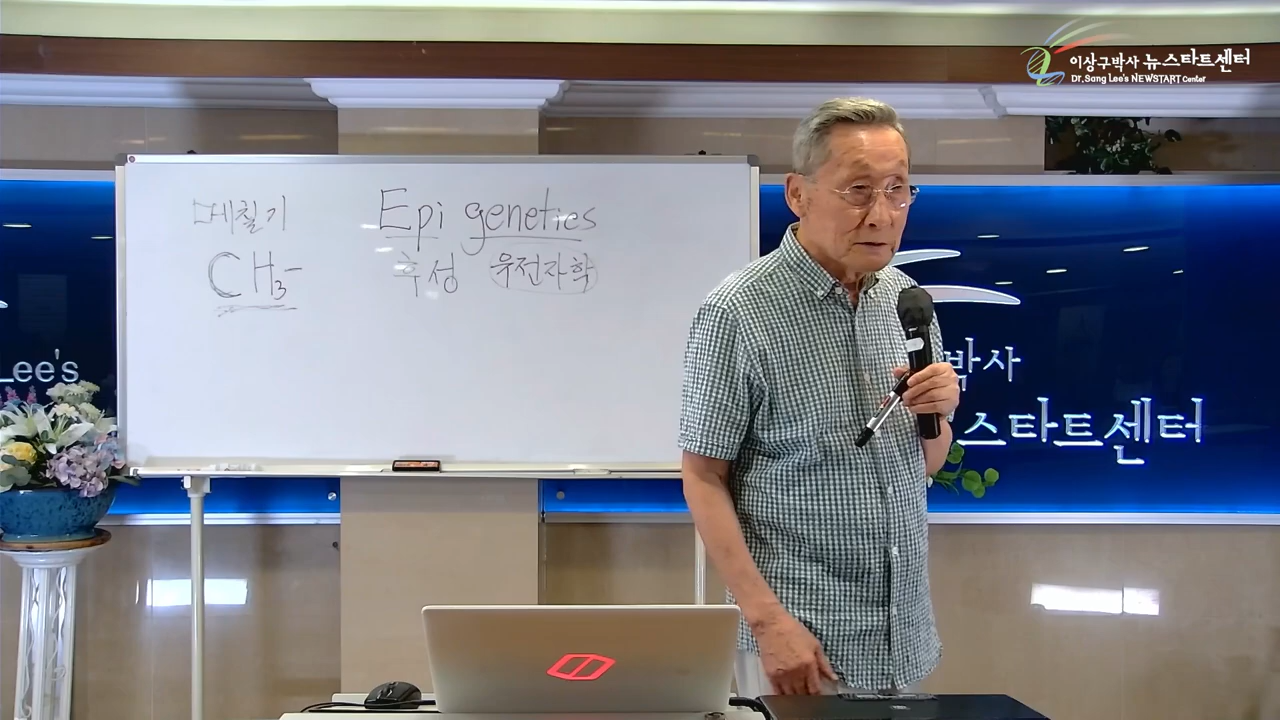 이상구박사 뉴스타트센터
Dr. Sang Lee's NEWSTART Center
메칠기 Epi genetics
CH₃- 후성 유전자학
Lee's
박사
스타트센터